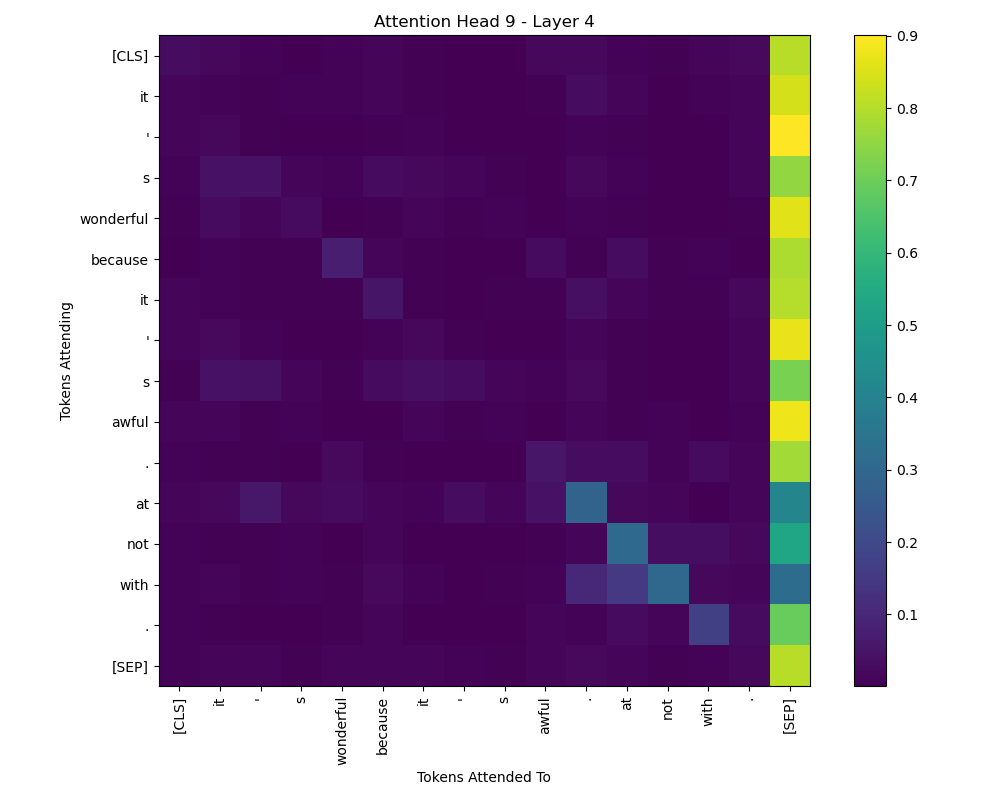 Attention Head 9 - Layer 4
Tokens Attending
[CLS]
it
'
s
wonderful
because
it
'
s
awful
.
at
not
with
.
[SEP]
[CLS]
it
'
s
wonderful
because
it
'
s
awful
.
at
not
with
.
[SEP]
Tokens Attended To
0.9
0.8
0.7
0.6
0.5
0.4
0.3
0.2
0.1